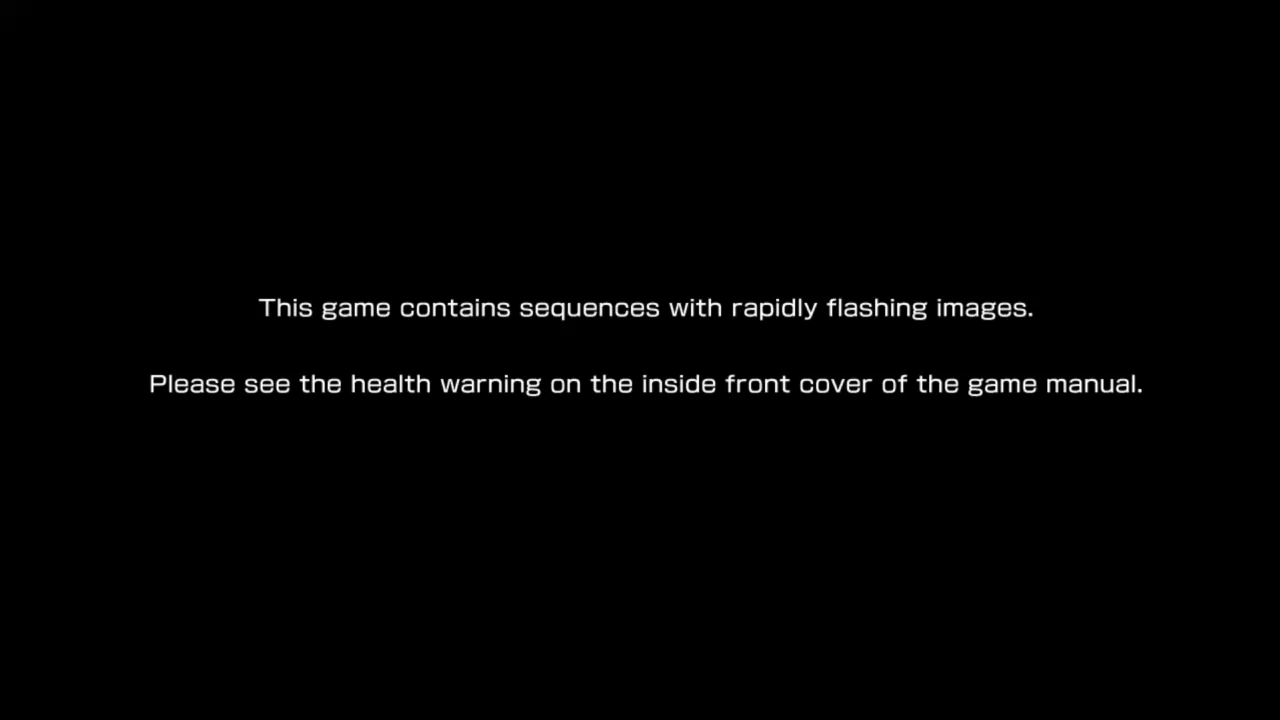 This game contains sequences with rapidly flashing images.
Please see the health warning on the inside front cover of the game manual.